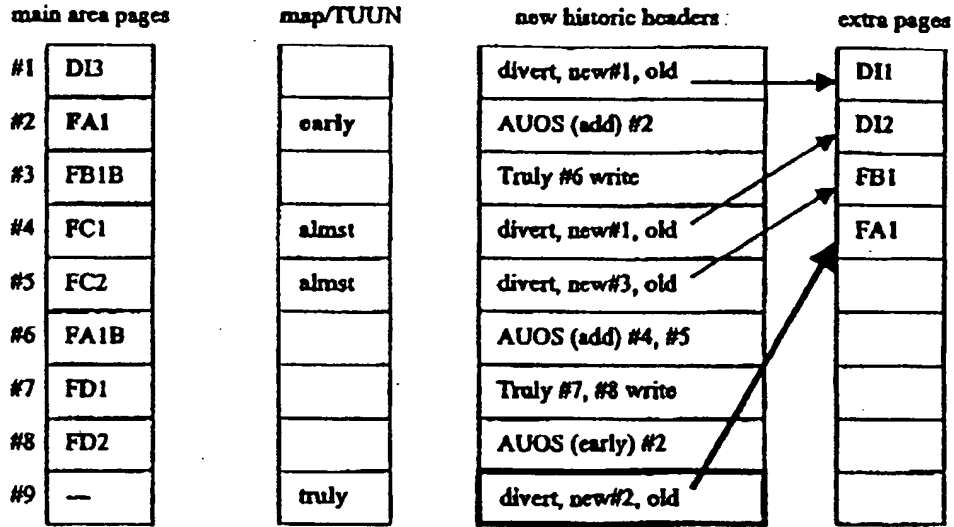 main area pages map/TUUN new historic headers extra pages
#1 DI3 divert, new#1, old DI1
#2 FA1 early AUOS (add) #2 DI2
#3 FB1B Truly #6 write FB1
#4 FC1 almst divert, new#1, old FA1
#5 FC2 almst divert, new#3, old
#6 FA1B AUOS (add) #4, #5
#7 FD1 Truly #7, #8 write
#8 FD2 AUOS (early) #2
#9 — truly divert, new#2, old